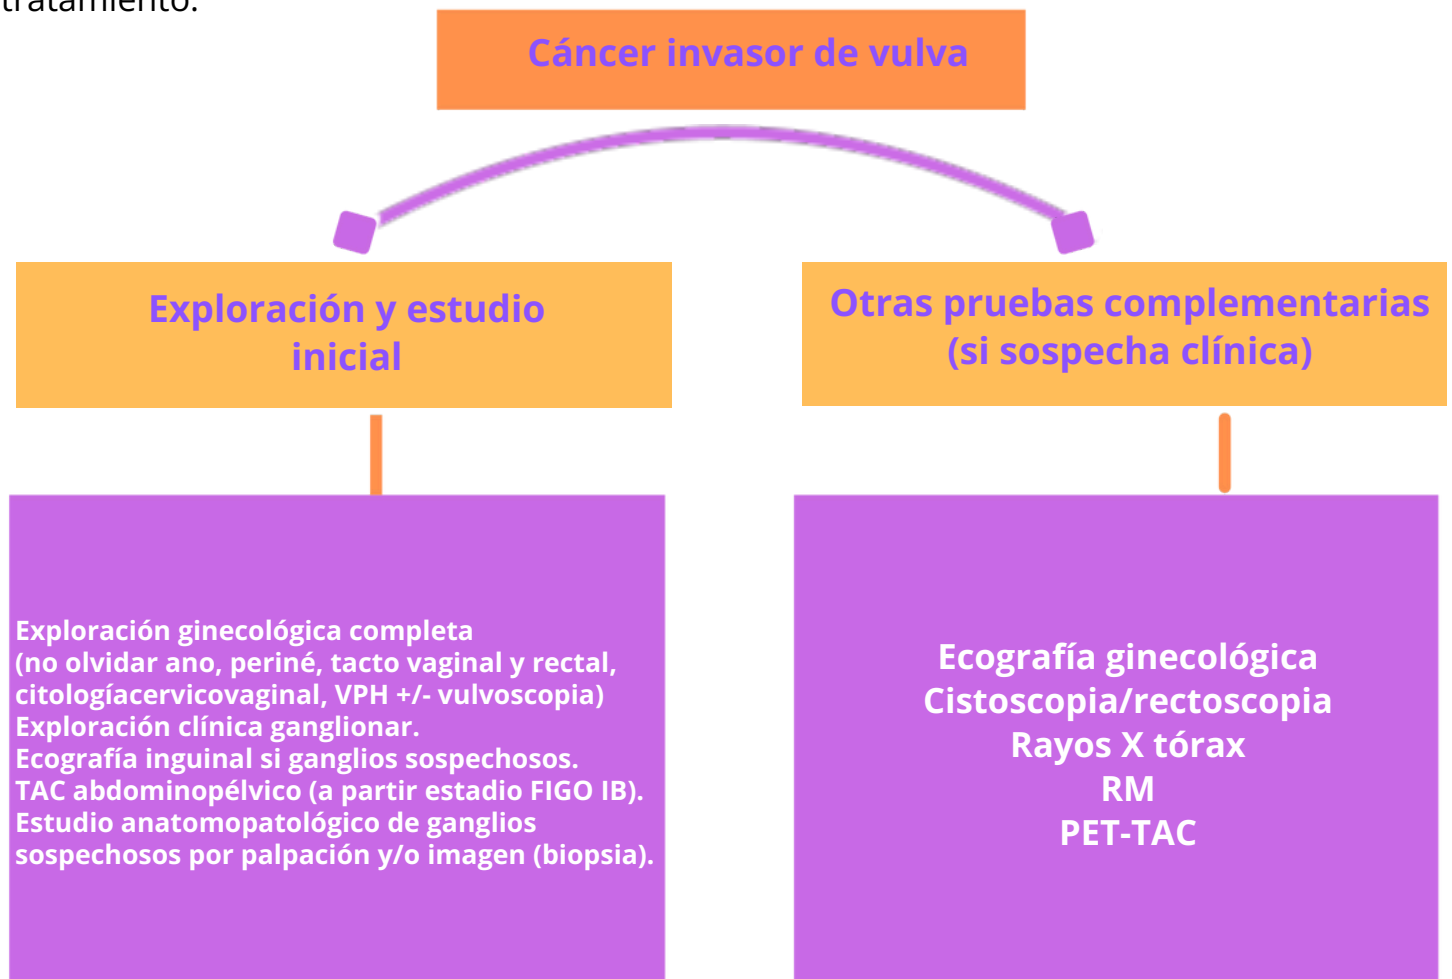 tratamiento.
Cáncer invasor de vulva
Exploración y estudio
inicial
Otras pruebas complementarias
(si sospecha clínica)
Exploración ginecológica completa
(no olvidar ano, periné, tacto vaginal y rectal,
citologíacervicovaginal, VPH +/- vulvoscopia)
Exploración clínica ganglionar.
Ecografía inguinal si ganglios sospechosos.
TAC abdominopélvico (a partir estadio FIGO IB).
Estudio anatomopatológico de ganglios
sospechosos por palpación y/o imagen (biopsia).
Ecografía ginecológica
Cistoscopia/rectoscopia
Rayos X tórax
RM
PET-TAC